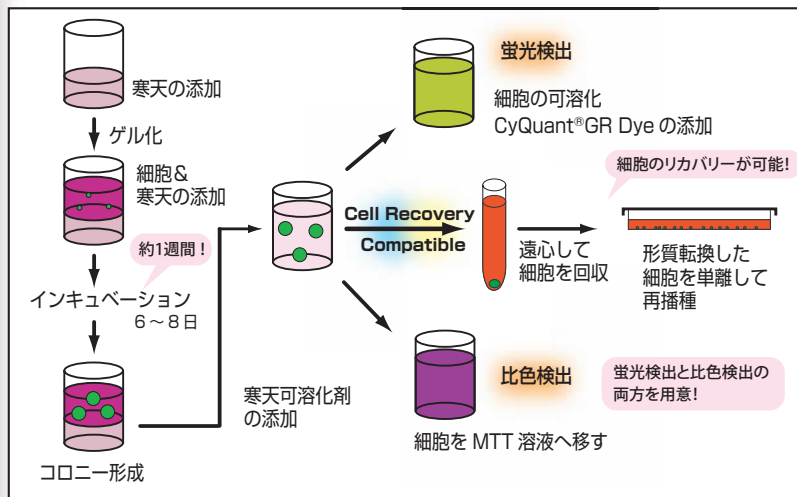 寒天の添加
ゲル化
細胞&
寒天の添加
約1週間！
インキュベーション
6～8日
コロニー形成
寒天可溶化剤
の添加
蛍光検出
細胞の可溶化
CyQuant®GR Dye の添加
Cell Recovery
Compatible
遠心して
細胞を回収
細胞のリカバリーが可能！
形質転換した
細胞を単離して
再播種
比色検出
細胞を MTT 溶液へ移す
蛍光検出と比色検出の
両方を用意！